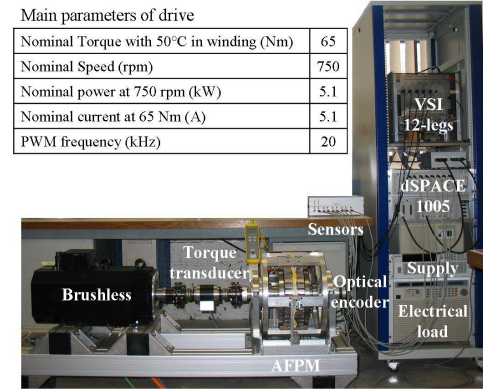 Main parameters of drive
Nominal Torque with 50°C in winding (Nm) 65
Nominal Speed (rpm) 750
Nominal power at 750 rpm (kW) 5.1
Nominal current at 65 Nm (A) 5.1
PWM frequency (kHz) 20
VSI
12-legs
dSPACE
1005
Sensors
Torque
transducer
Optical
encoder
Supply
Brushless
Electrical
load
AFPM